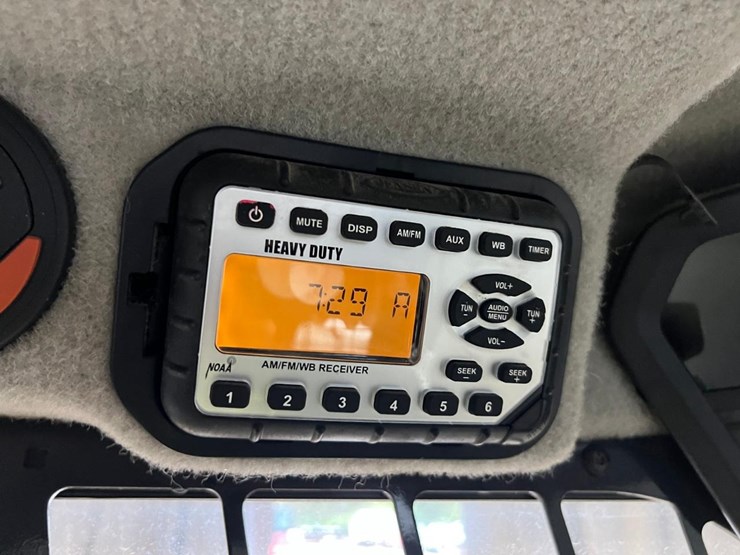 MUTE DISP AM/FM AUX WB TIMER
HEAVY DUTY
7:29 A
VOL+
TUN -
AUDIO
MENU
TUN +
VOL-
NOAA
AM/FM/WB RECEIVER
SEEK -
SEEK +
1 2 3 4 5 6